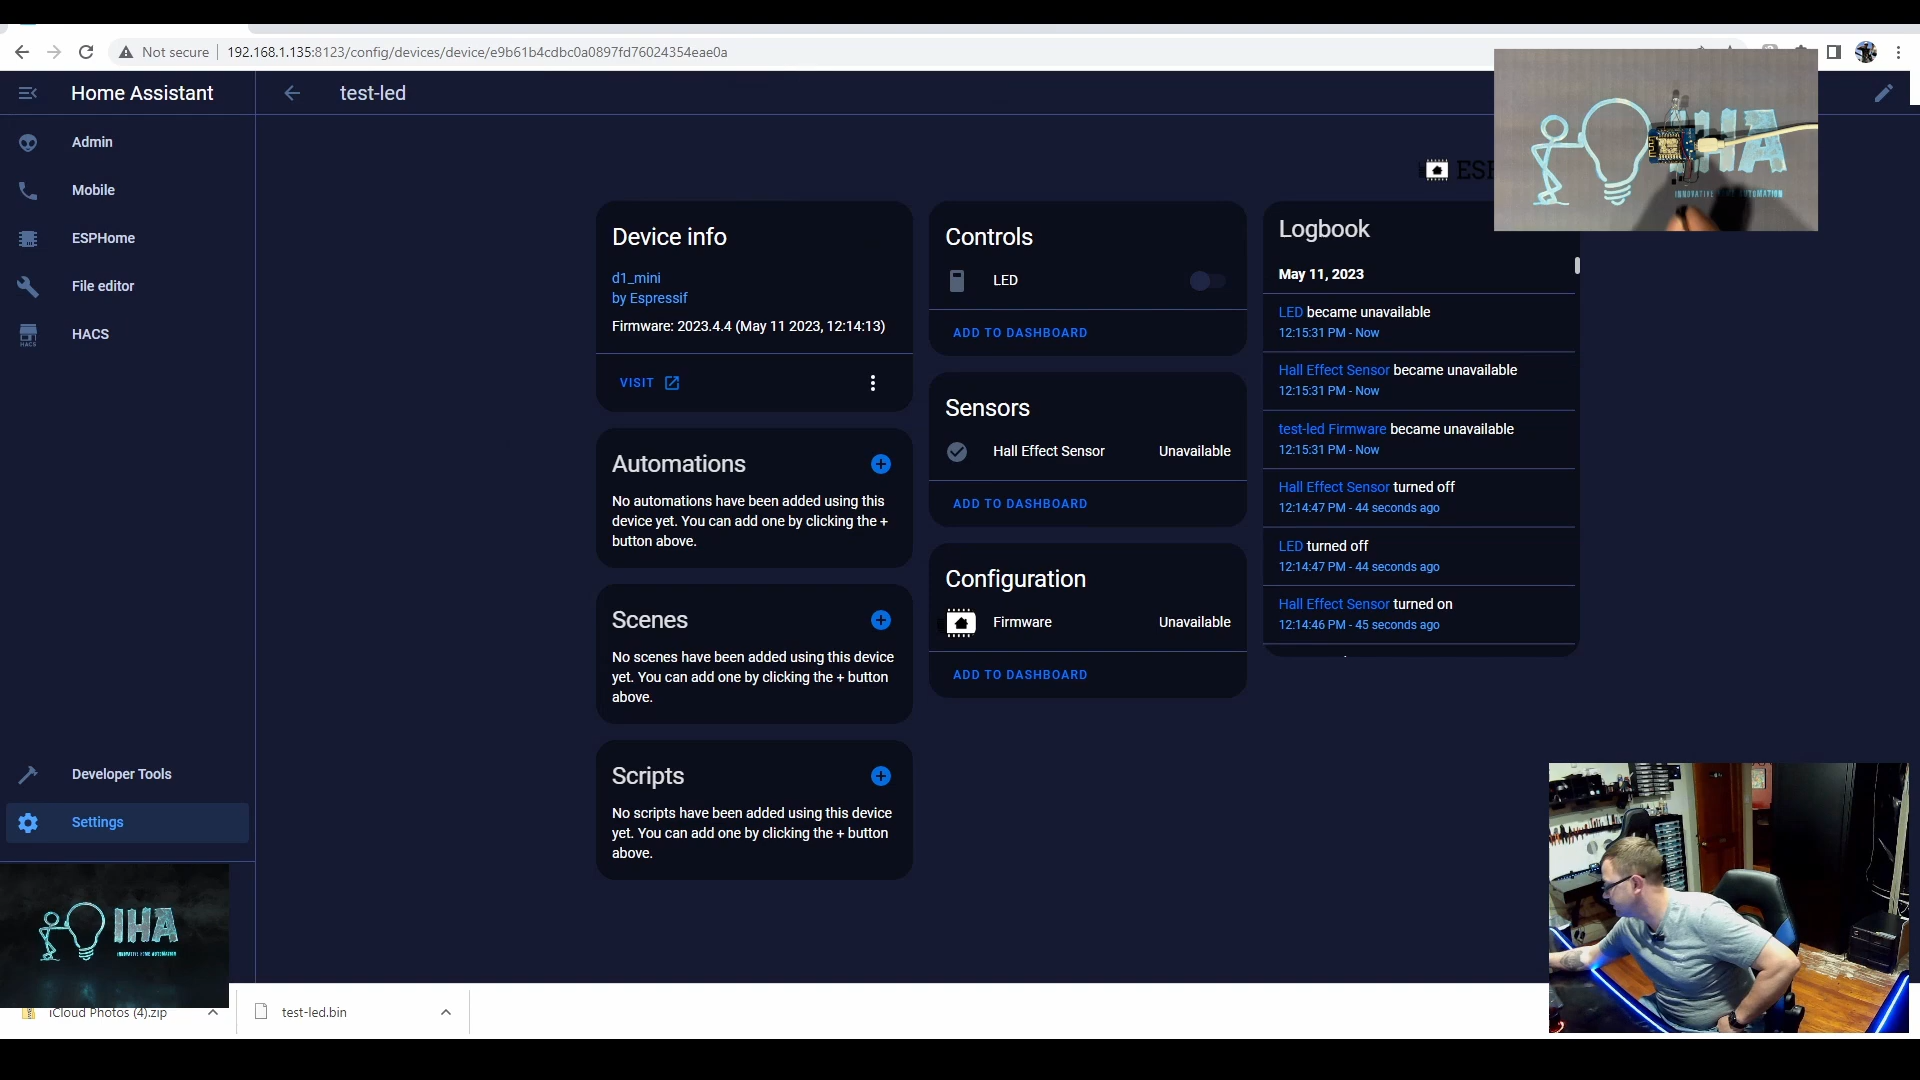 Not secure
192.168.1.135:8123/config/devices/device/e9b61b4cdbc0a0897fd76024354eae0a
Home Assistant
test-led
Admin
Mobile
ESPHome
File editor
HACS
HACS
Developer Tools
Settings
Device info
d1_mini
by Espressif
Firmware: 2023.4.4 (May 11 2023, 12:14:13)
VISIT
Automations
No automations have been added using this
device yet. You can add one by clicking the +
button above.
Scenes
No scenes have been added using this device
yet. You can add one by clicking the + button
above.
Scripts
No scripts have been added using this device
yet. You can add one by clicking the + button
above.
Controls
LED
ADD TO DASHBOARD
Sensors
Hall Effect Sensor Unavailable
ADD TO DASHBOARD
Configuration
Firmware Unavailable
ADD TO DASHBOARD
Logbook
May 11, 2023
LED became unavailable
12:15:31 PM - Now
Hall Effect Sensor became unavailable
12:15:31 PM - Now
test-led Firmware became unavailable
12:15:31 PM - Now
Hall Effect Sensor turned off
12:14:47 PM - 44 seconds ago
LED turned off
12:14:47 PM - 44 seconds ago
Hall Effect Sensor turned on
12:14:46 PM - 45 seconds ago
IHA
INNOVATIVE HOME AUTOMATION
IHA
INNOVATIVE HOME AUTOMATION
iCloud Photos (4).zip
test-led.bin